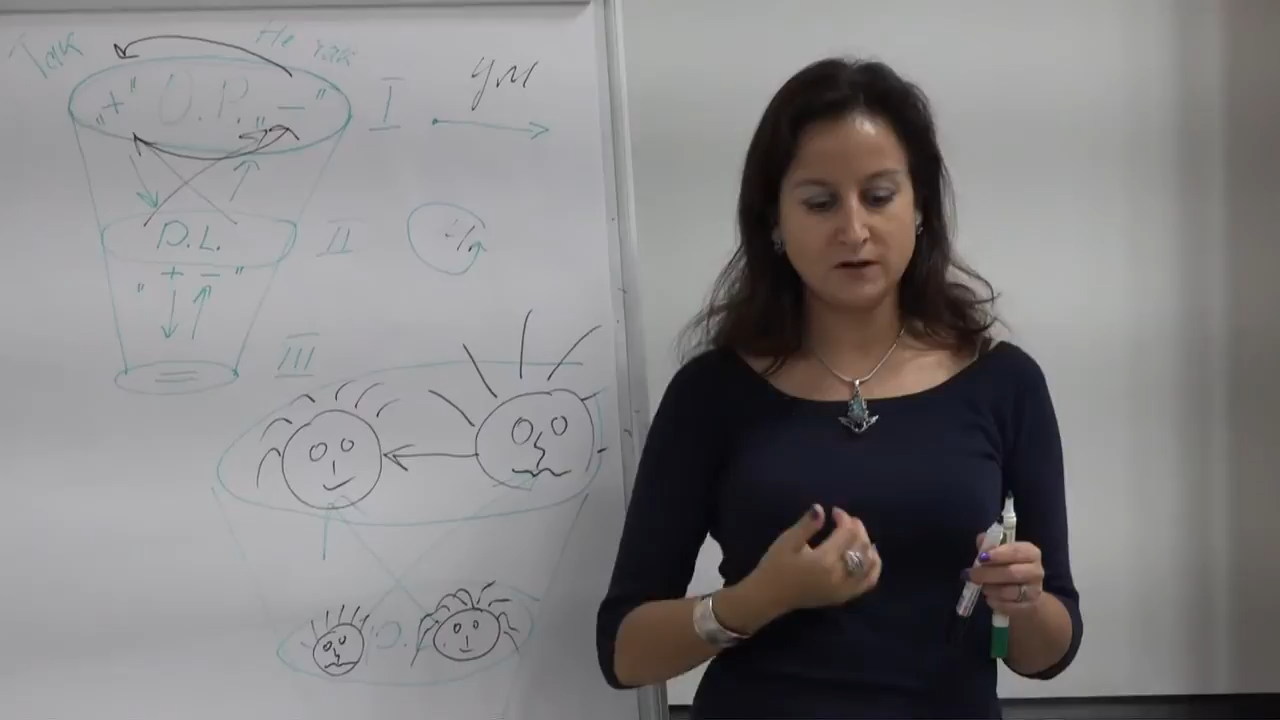 Так Не так
„+" О.Р. „–" I ум
D.L. II
„+ –"
III